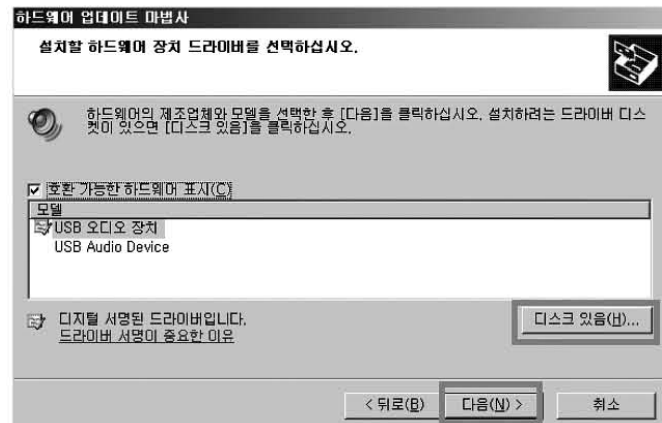 하드웨어 업데이트 마법사
설치할 하드웨어 장치 드라이버를 선택하십시오.
하드웨어의 제조업체와 모델을 선택한 후 [다음]을 클릭하십시오. 설치하려는 드라이버 디스
켓이 있으면 [디스크 있음]을 클릭하십시오.
호환 가능한 하드웨어 표시(C)
모델
USB 오디오 장치
USB Audio Device
디지털 서명된 드라이버입니다.
드라이버 서명이 중요한 이유
디스크 있음(H)...
< 뒤로(B)
다음(N) >
취소